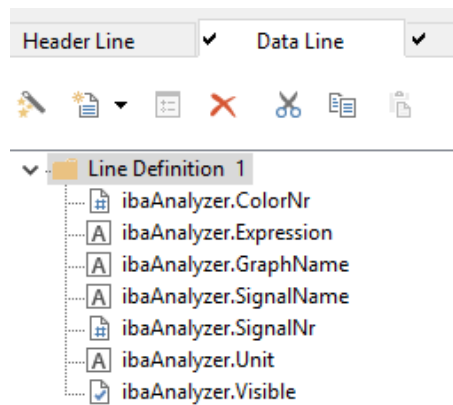 Header Line Data Line
Line Definition 1
ibaAnalyzer.ColorNr
A ibaAnalyzer.Expression
A ibaAnalyzer.GraphName
A ibaAnalyzer.SignalName
ibaAnalyzer.SignalNr
A ibaAnalyzer.Unit
ibaAnalyzer.Visible